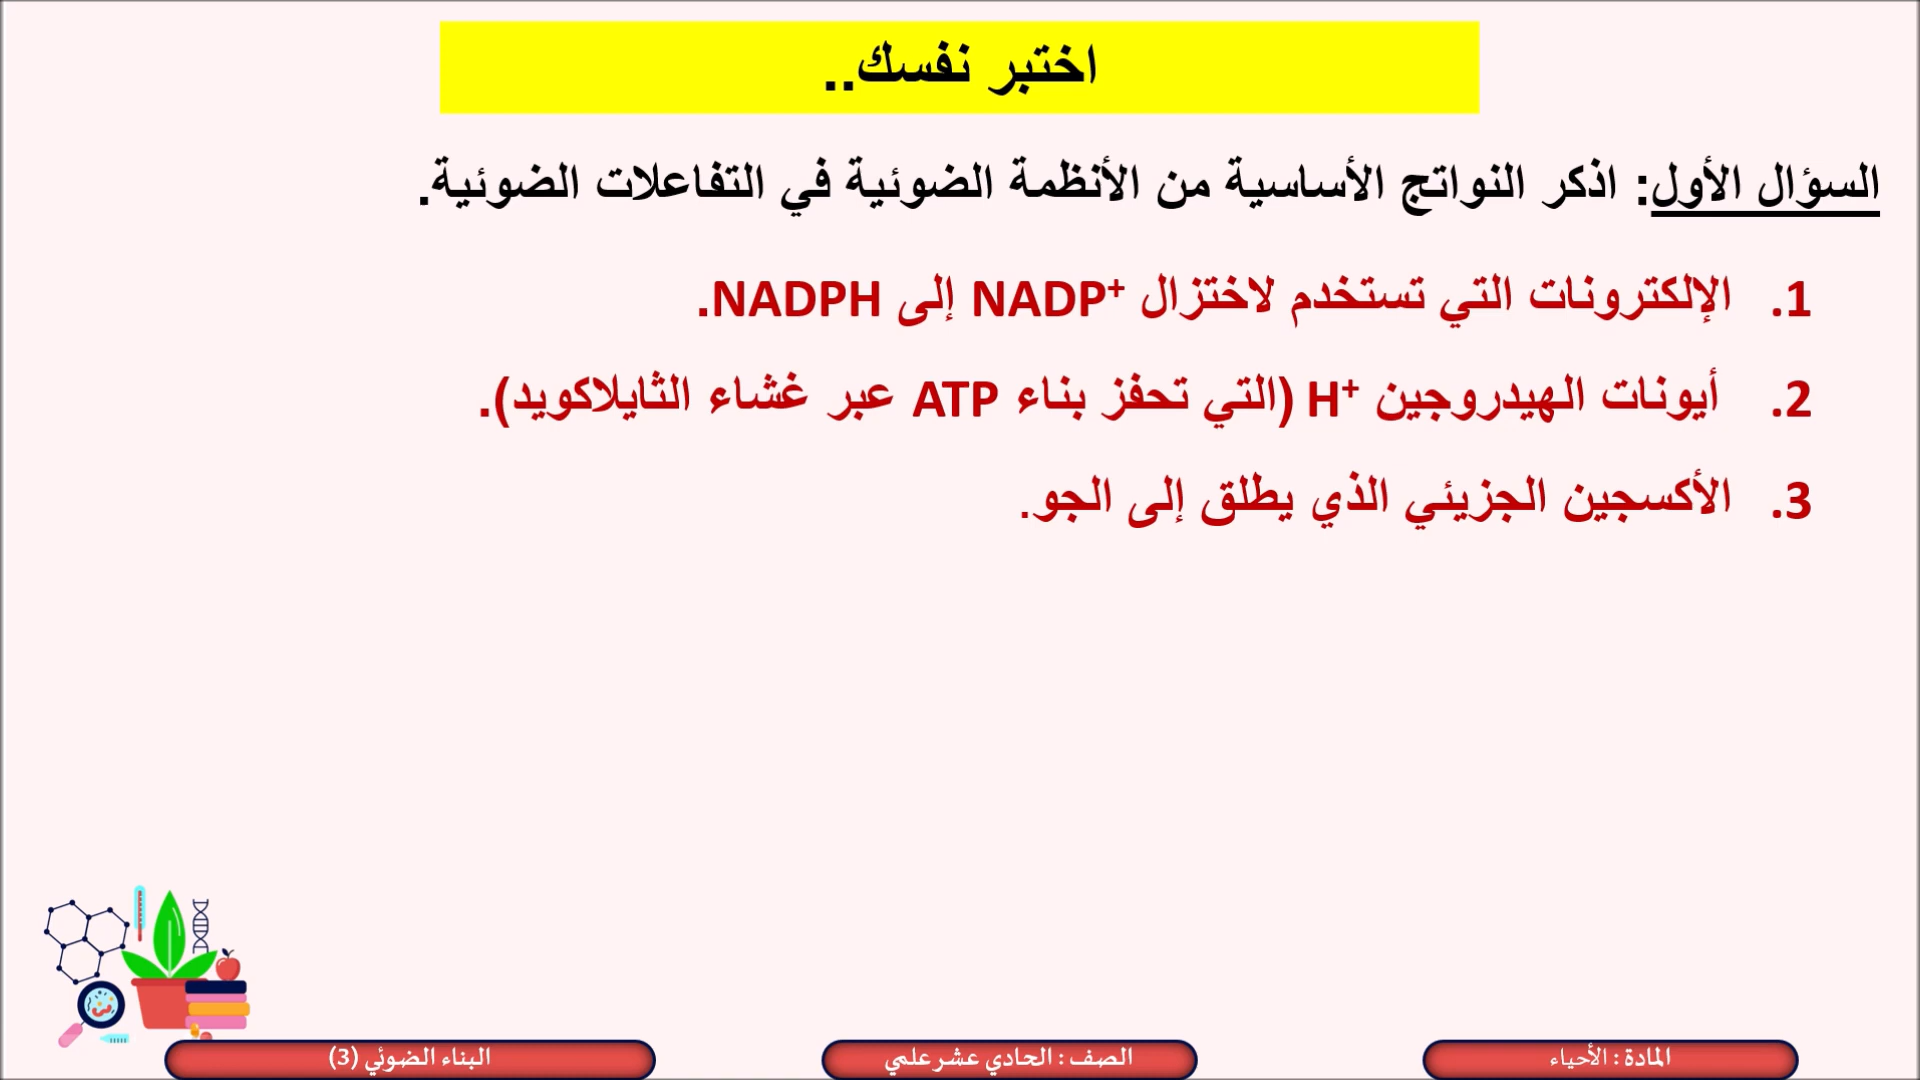 اختبر نفسك..
السؤال الأول: اذكر النواتج الأساسية من الأنظمة الضوئية في التفاعلات الضوئية.
1. الإلكترونات التي تستخدم لاختزال NADP⁺ إلى NADPH.
2. أيونات الهيدروجين H⁺ (التي تحفز بناء ATP عبر غشاء الثايلاكويد).
3. الأكسجين الجزيئي الذي يطلق إلى الجو.
المادة : الأحياء
الصف : الحادي عشر علمي
البناء الضوئي (3)